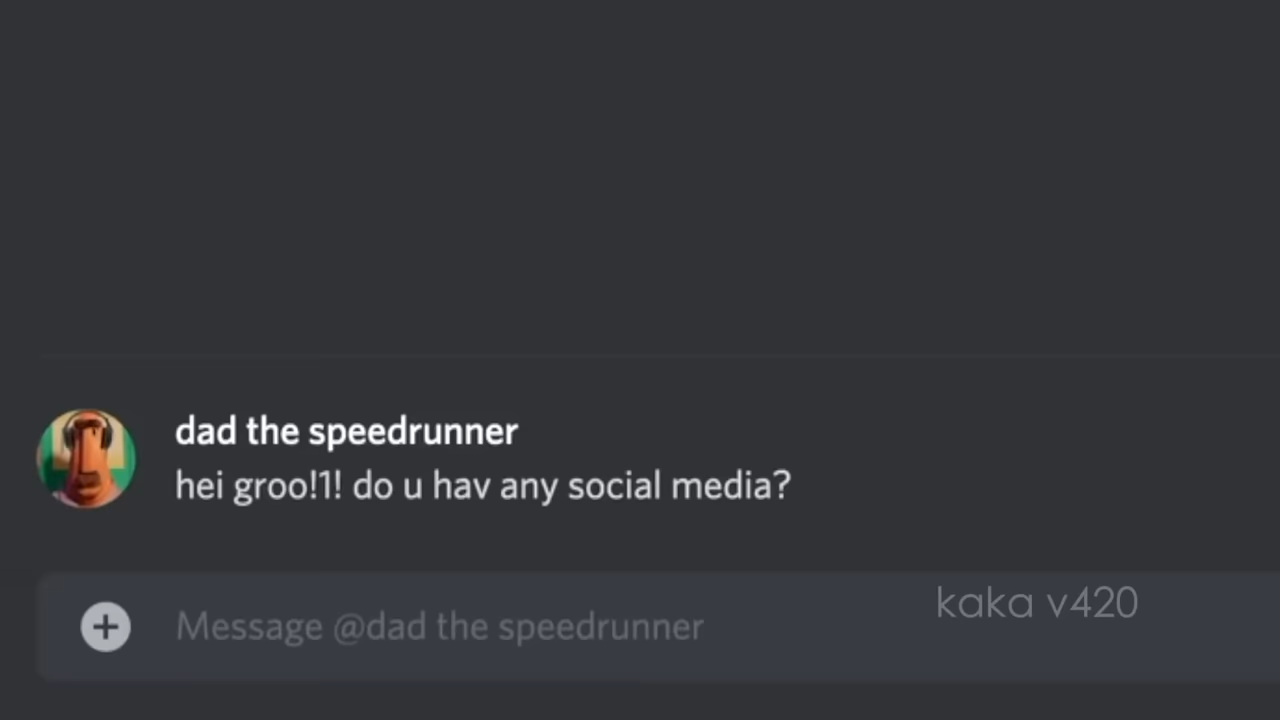 dad the speedrunner
hei groo!1! do u hav any social media?
kaka v420
Message @dad the speedrunner